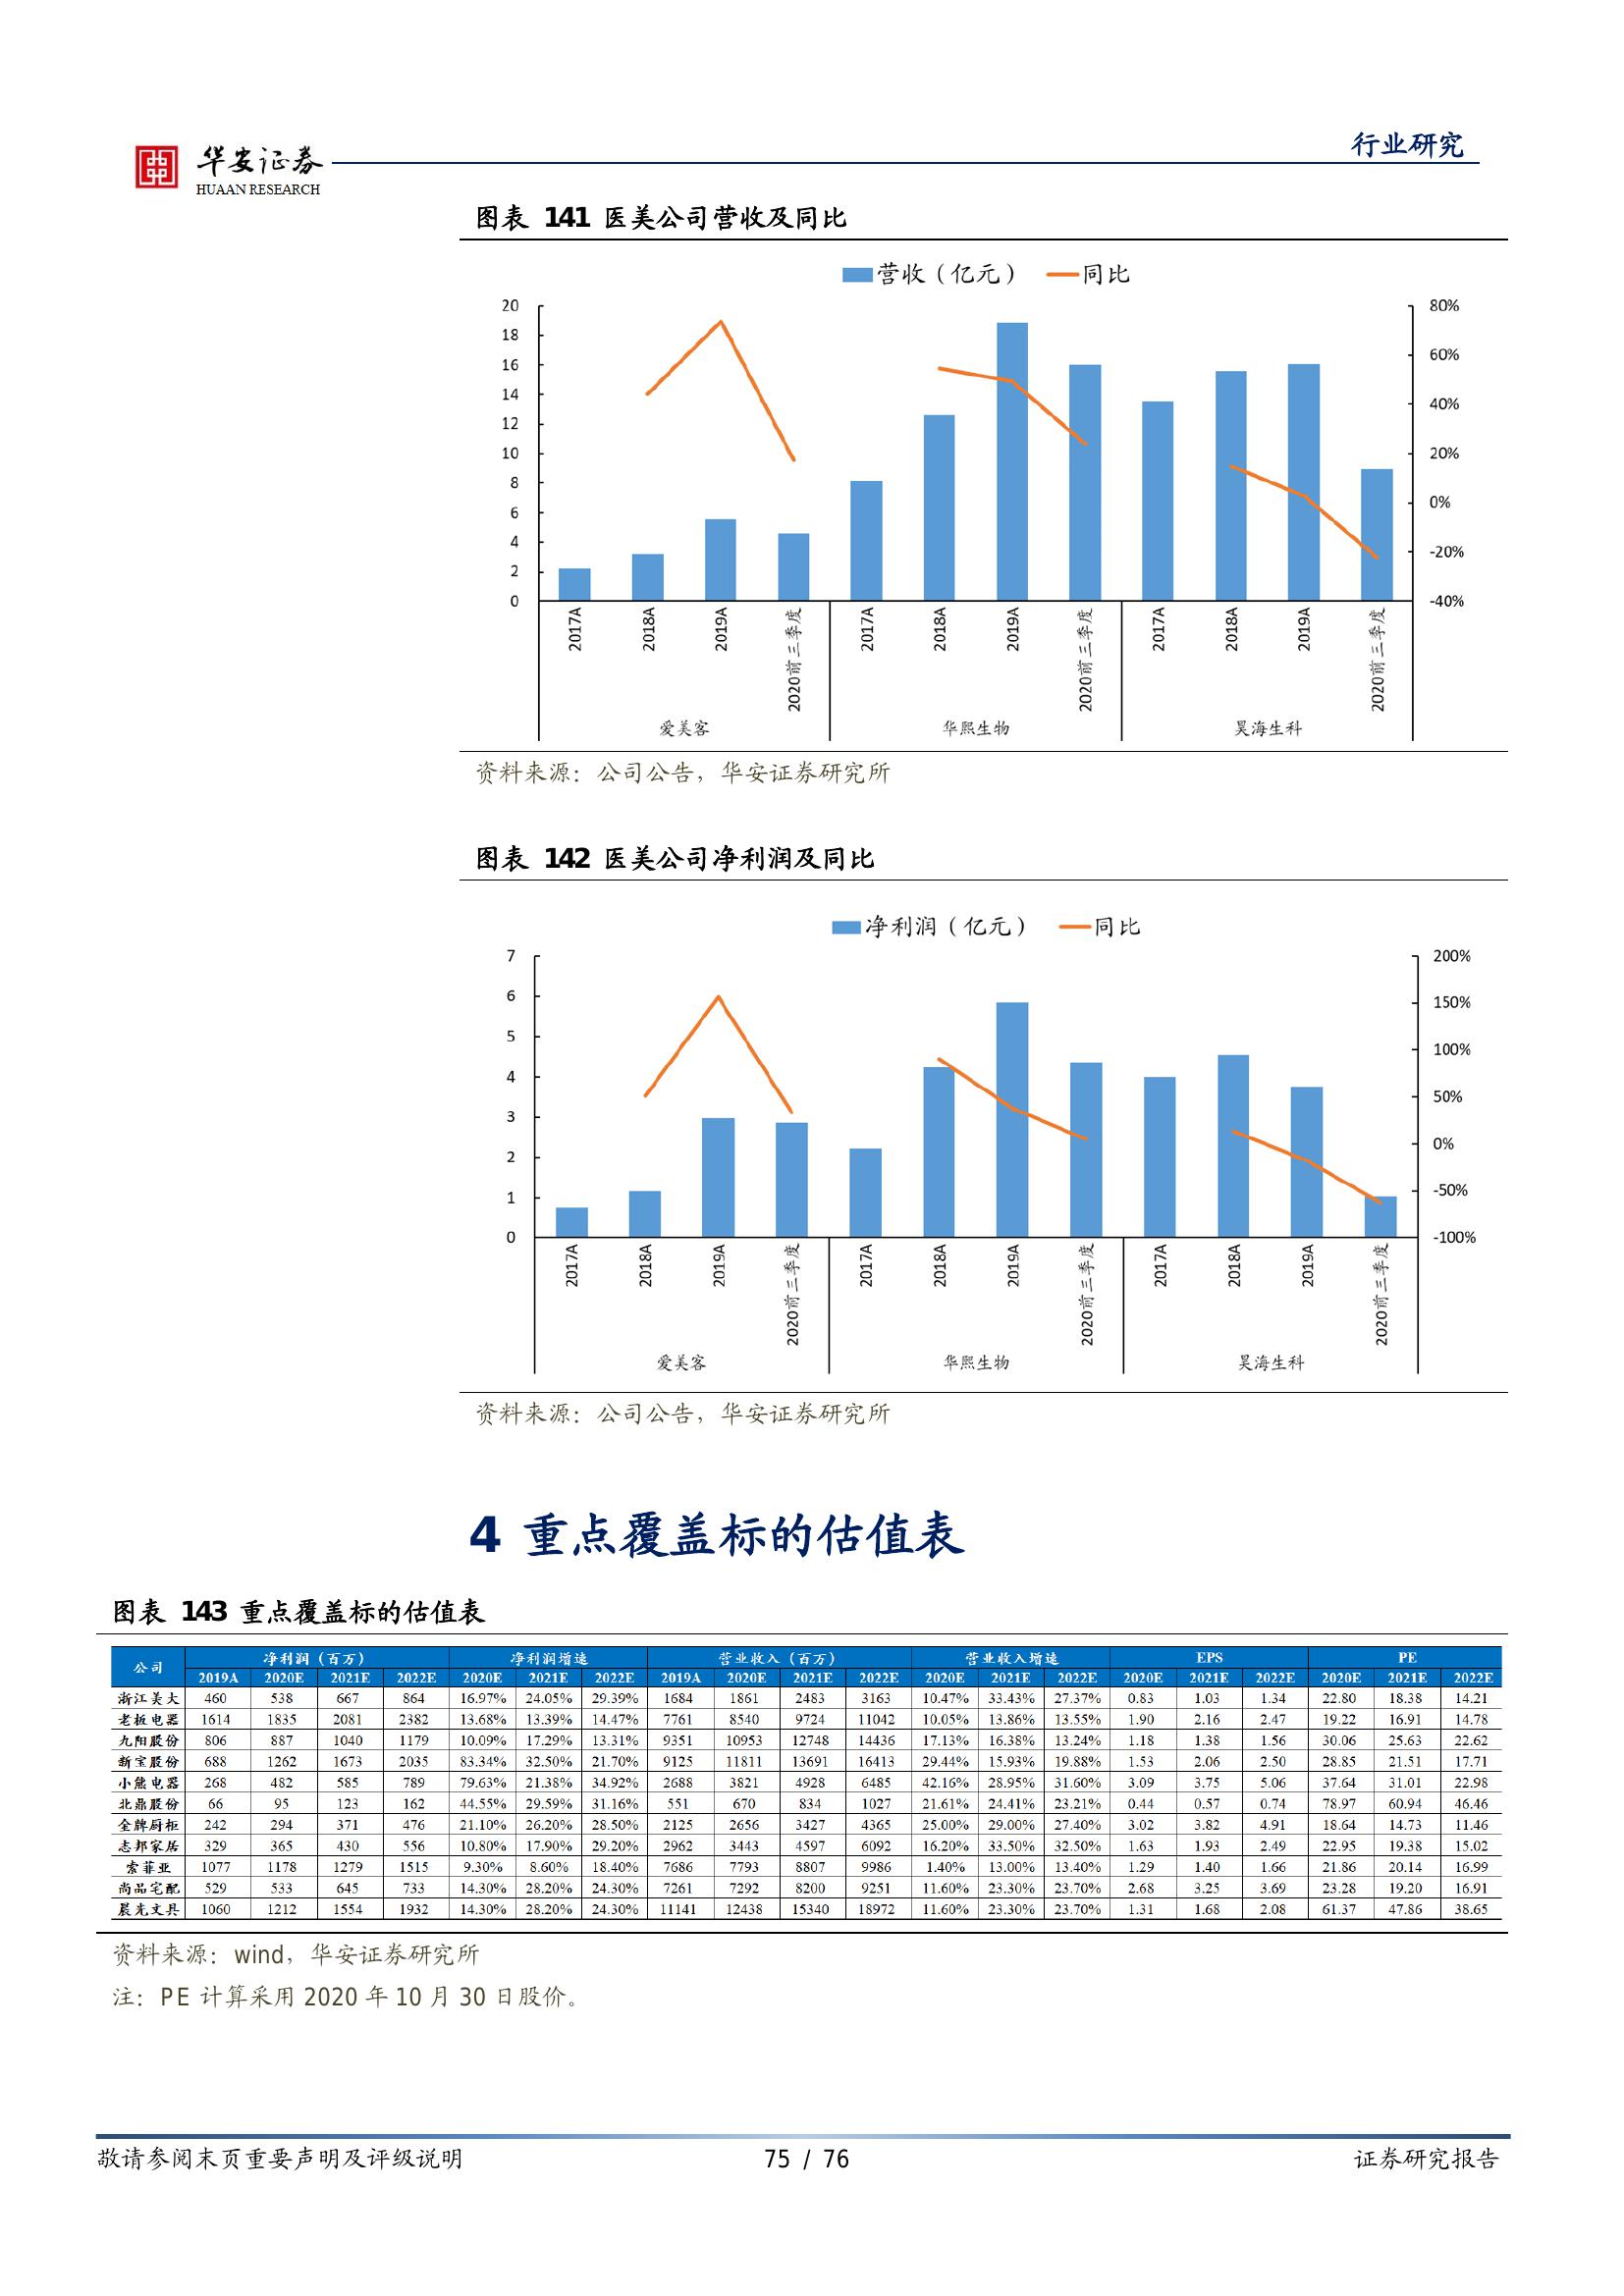 行业研究
华安证券
HUAAN RESEARCH
图表 141 医美公司营收及同比
营收（亿元） 同比
20 80%
18
16 60%
14
12 40%
10 20%
8
6 0%
4 -20%
2
0 -40%
2017A 2018A 2019A 2020前三季度 2017A 2018A 2019A 2020前三季度 2017A 2018A 2019A 2020前三季度
爱美客 华熙生物 昊海生科
资料来源：公司公告，华安证券研究所
图表 142 医美公司净利润及同比
净利润（亿元） 同比
7 200%
6 150%
5 100%
4 50%
3 0%
2 -50%
1
0 -100%
2017A 2018A 2019A 2020前三季度 2017A 2018A 2019A 2020前三季度 2017A 2018A 2019A 2020前三季度
爱美客 华熙生物 昊海生科
资料来源：公司公告，华安证券研究所
4 重点覆盖标的估值表
图表 143 重点覆盖标的估值表
公司 净利润（百万） 净利润增速 营业收入（百万） 营业收入增速 EPS PE
2019A 2020E 2021E 2022E 2020E 2021E 2022E 2019A 2020E 2021E 2022E 2020E 2021E 2022E 2020E 2021E 2022E 2020E 2021E 2022E
浙江美大 460 538 667 864 16.97% 24.05% 29.39% 1684 1861 2483 3163 10.47% 33.43% 27.37% 0.83 1.03 1.34 22.80 18.38 14.21
老板电器 1614 1835 2081 2382 13.68% 13.39% 14.47% 7761 8540 9724 11042 10.05% 13.86% 13.55% 1.90 2.16 2.47 19.22 16.91 14.78
九阳股份 806 887 1040 1179 10.09% 17.29% 13.31% 9351 10953 12748 14436 17.13% 16.38% 13.24% 1.18 1.38 1.56 30.06 25.63 22.62
新宝股份 688 1262 1673 2035 83.34% 32.50% 21.70% 9125 11811 13691 16413 29.44% 15.93% 19.88% 1.53 2.06 2.50 28.85 21.51 17.71
小熊电器 268 482 585 789 79.63% 21.38% 34.92% 2688 3821 4928 6485 42.16% 28.95% 31.60% 3.09 3.75 5.06 37.64 31.01 22.98
北鼎股份 66 95 123 162 44.55% 29.59% 31.16% 551 670 834 1027 21.61% 24.41% 23.21% 0.44 0.57 0.74 78.97 60.94 46.46
金牌厨柜 242 294 371 476 21.10% 26.20% 28.50% 2125 2656 3427 4365 25.00% 29.00% 27.40% 3.02 3.82 4.91 18.64 14.73 11.46
志邦家居 329 365 430 556 10.80% 17.90% 29.20% 2962 3443 4597 6092 16.20% 33.50% 32.50% 1.63 1.93 2.49 22.95 19.38 15.02
索菲亚 1077 1178 1279 1515 9.30% 8.60% 18.40% 7686 7793 8807 9986 1.40% 13.00% 13.40% 1.29 1.40 1.66 21.86 20.14 16.99
尚品宅配 529 533 645 733 14.30% 28.20% 24.30% 7261 7292 8200 9251 11.60% 23.30% 23.70% 2.68 3.25 3.69 23.28 19.20 16.91
晨光文具 1060 1212 1554 1932 14.30% 28.20% 24.30% 11141 12438 15340 18972 11.60% 23.30% 23.70% 1.31 1.68 2.08 61.37 47.86 38.65
资料来源：wind，华安证券研究所
注：PE 计算采用 2020 年 10 月 30 日股价。
敬请参阅末页重要声明及评级说明 75 / 76 证券研究报告